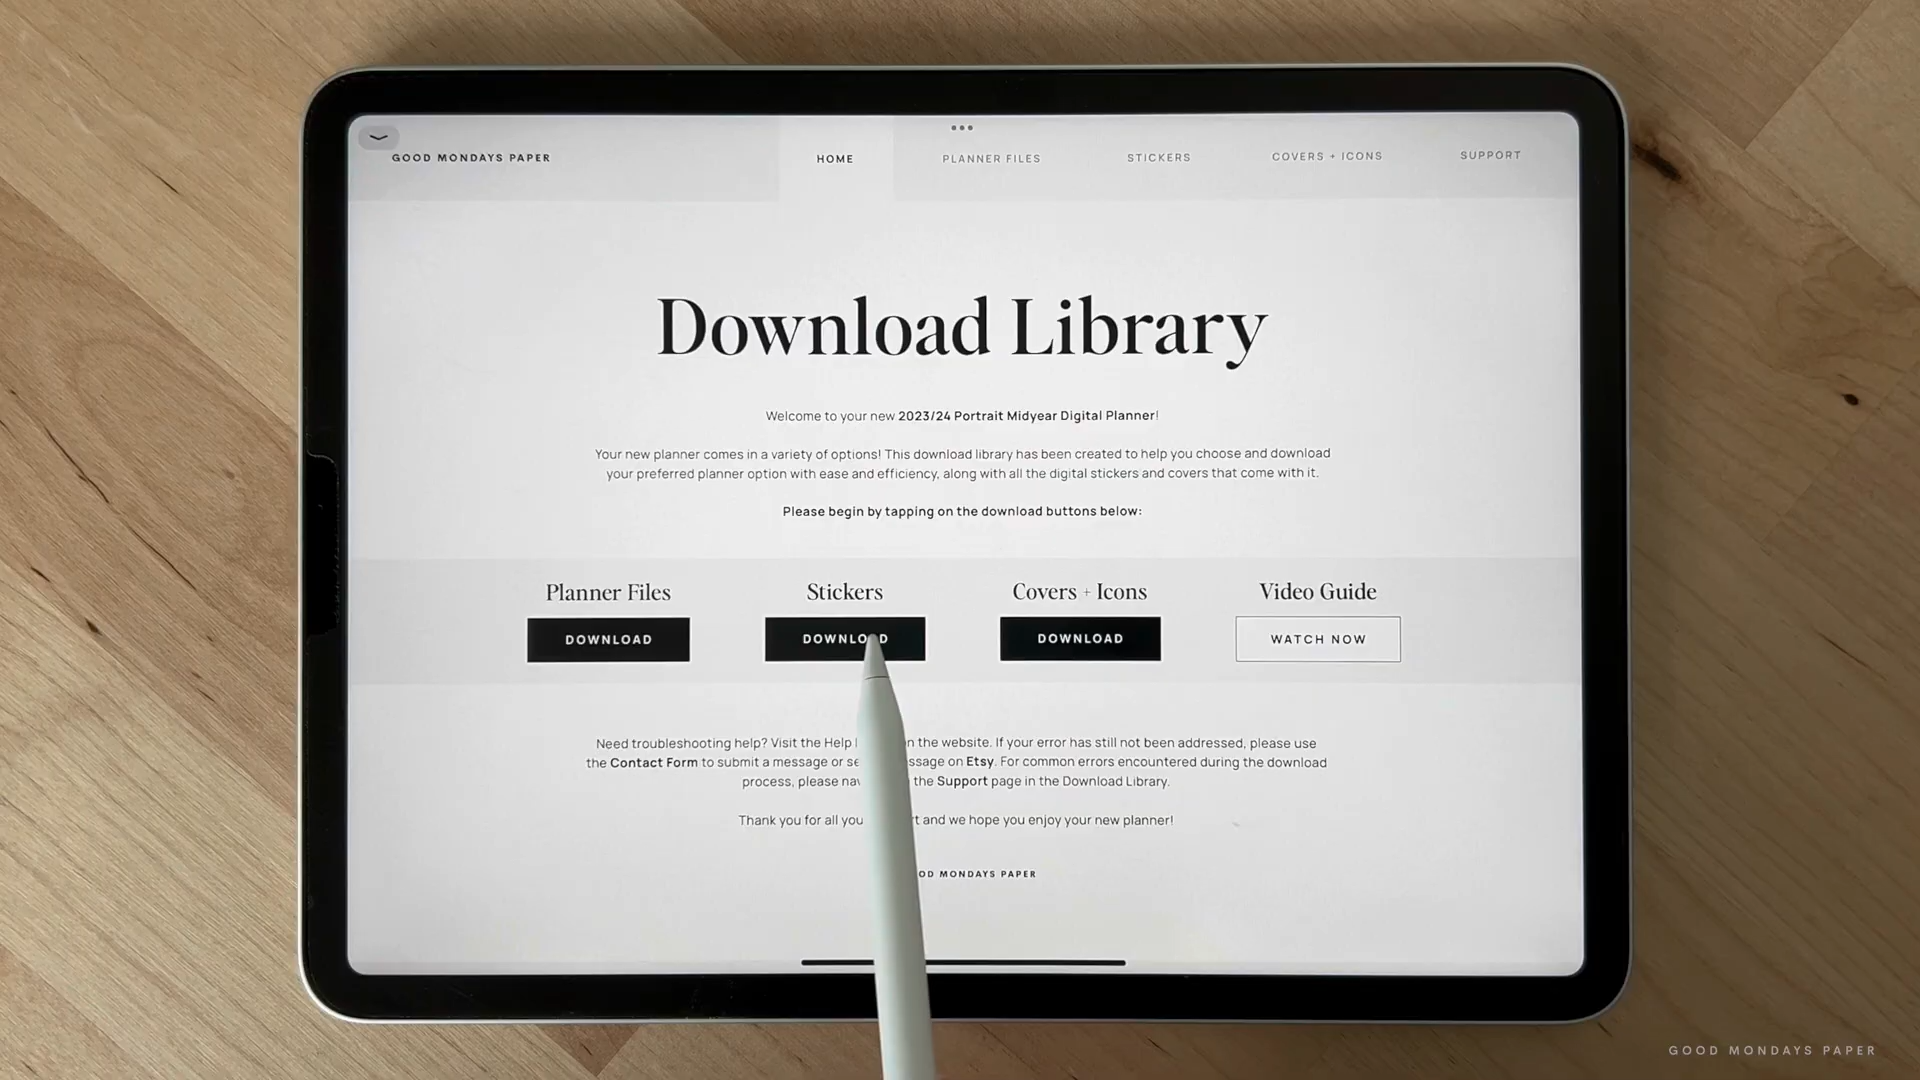 GOOD MONDAYS PAPER
HOME
PLANNER FILES
STICKERS
COVERS + ICONS
SUPPORT
Download Library
Welcome to your new 2023/24 Portrait Midyear Digital Planner!
Your new planner comes in a variety of options! This download library has been created to help you choose and download
your preferred planner option with ease and efficiency, along with all the digital stickers and covers that come with it.
Please begin by tapping on the download buttons below:
Planner Files
Stickers
Covers + Icons
Video Guide
DOWNLOAD
DOWNLOAD
DOWNLOAD
WATCH NOW
Need troubleshooting help? Visit the Help on the website. If your error has still not been addressed, please use
the Contact Form to submit a message or message on Etsy. For common errors encountered during the download
process, please the Support page in the Download Library.
Thank you for all and we hope you enjoy your new planner!
MONDAYS PAPER
GOOD MONDAYS PAPER